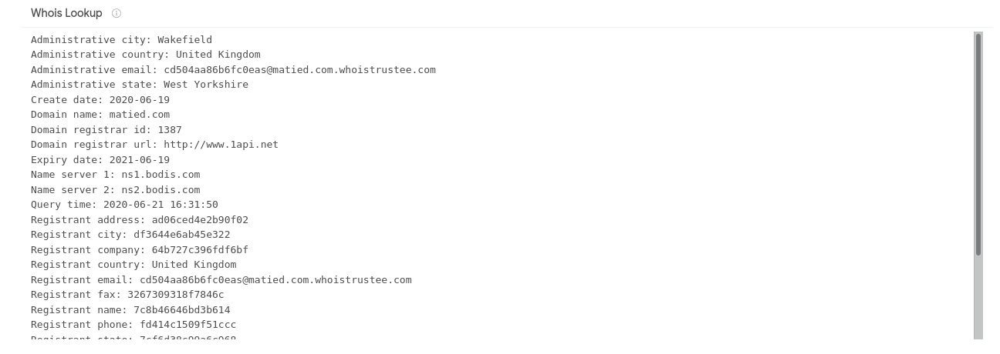 Whois Lookup
Administrative city: Wakefield
Administrative country: United Kingdom
Administrative email: cd504aa86b6fc0eas@matied.com.whoistrustee.com
Administrative state: West Yorkshire
Create date: 2020-06-19
Domain name: matied.com
Domain registrar id: 1387
Domain registrar url: http://www.1api.net
Expiry date: 2021-06-19
Name server 1: ns1.bodis.com
Name server 2: ns2.bodis.com
Query time: 2020-06-21 16:31:50
Registrant address: ad06ced4e2b90f02
Registrant city: df3644e6ab45e322
Registrant company: 64b727c396fdf6bf
Registrant country: United Kingdom
Registrant email: cd504aa86b6fc0eas@matied.com.whoistrustee.com
Registrant fax: 3267309318f7846c
Registrant name: 7c8b46646bd3b614
Registrant phone: fd414c1509f51ccc
Registrant state: